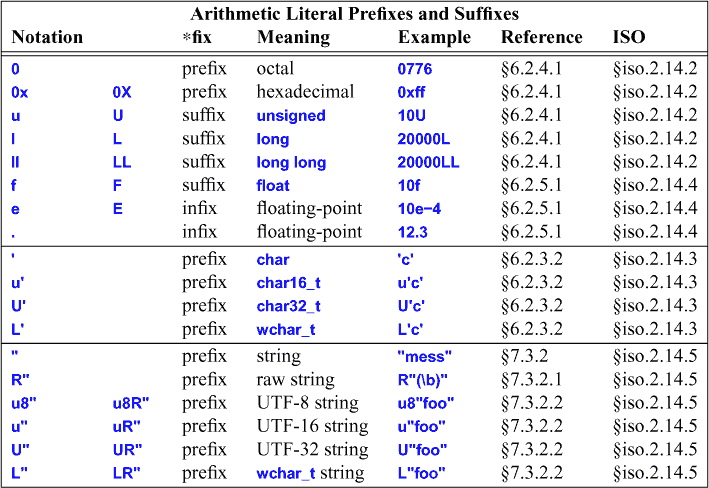 Arithmetic Literal Prefixes and Suffixes
Notation ∗fix Meaning Example Reference ISO
0 prefix octal 0776 §6.2.4.1 §iso.2.14.2
0x 0X prefix hexadecimal 0xff §6.2.4.1 §iso.2.14.2
u U suffix unsigned 10U §6.2.4.1 §iso.2.14.2
l L suffix long 20000L §6.2.4.1 §iso.2.14.2
ll LL suffix long long 20000LL §6.2.4.1 §iso.2.14.2
f F suffix float 10f §6.2.5.1 §iso.2.14.4
e E infix floating-point 10e−4 §6.2.5.1 §iso.2.14.4
. infix floating-point 12.3 §6.2.5.1 §iso.2.14.4
' prefix char 'c' §6.2.3.2 §iso.2.14.3
u' prefix char16_t u'c' §6.2.3.2 §iso.2.14.3
U' prefix char32_t U'c' §6.2.3.2 §iso.2.14.3
L' prefix wchar_t L'c' §6.2.3.2 §iso.2.14.3
" prefix string "mess" §7.3.2 §iso.2.14.5
R" prefix raw string R"(\b)" §7.3.2.1 §iso.2.14.5
u8" u8R" prefix UTF-8 string u8"foo" §7.3.2.2 §iso.2.14.5
u" uR" prefix UTF-16 string u"foo" §7.3.2.2 §iso.2.14.5
U" UR" prefix UTF-32 string U"foo" §7.3.2.2 §iso.2.14.5
L" LR" prefix wchar_t string L"foo" §7.3.2.2 §iso.2.14.5